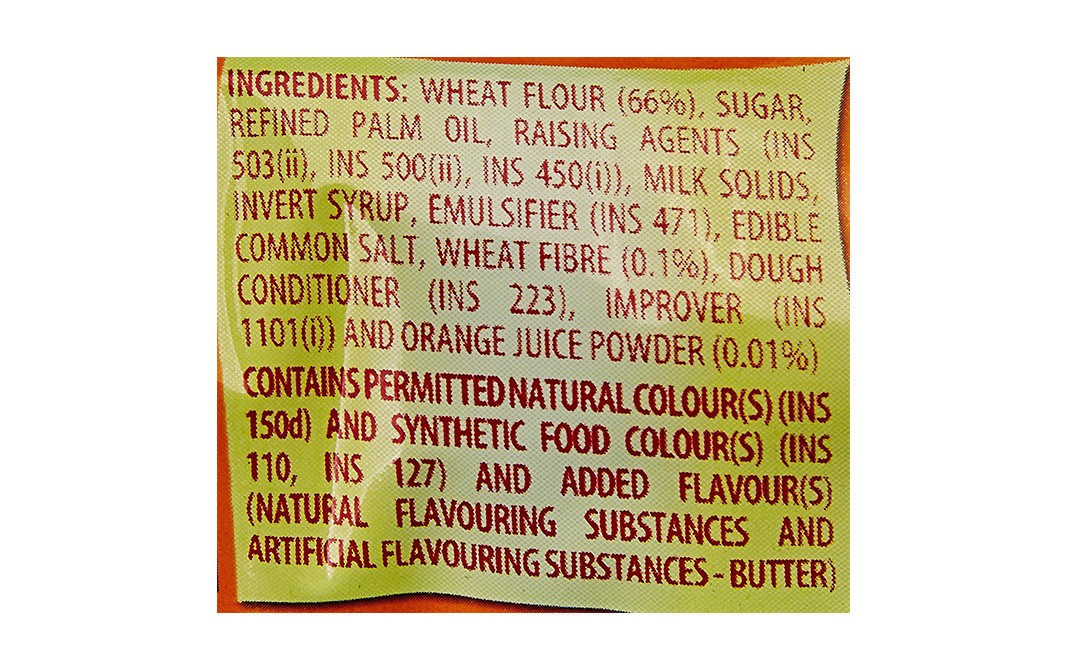 INGREDIENTS: WHEAT FLOUR (66%), SUGAR,
REFINED PALM OIL, RAISING AGENTS (INS
503(ii), INS 500(ii), INS 450(i)), MILK SOLIDS,
INVERT SYRUP, EMULSIFIER (INS 471), EDIBLE
COMMON SALT, WHEAT FIBRE (0.1%), DOUGH
CONDITIONER (INS 223), IMPROVER (INS
1101(i)) AND ORANGE JUICE POWDER (0.01%)
CONTAINS PERMITTED NATURAL COLOUR(S) (INS
150d) AND SYNTHETIC FOOD COLOUR(S) (INS
110, INS 127) AND ADDED FLAVOUR(S)
(NATURAL FLAVOURING SUBSTANCES AND
ARTIFICIAL FLAVOURING SUBSTANCES - BUTTER)